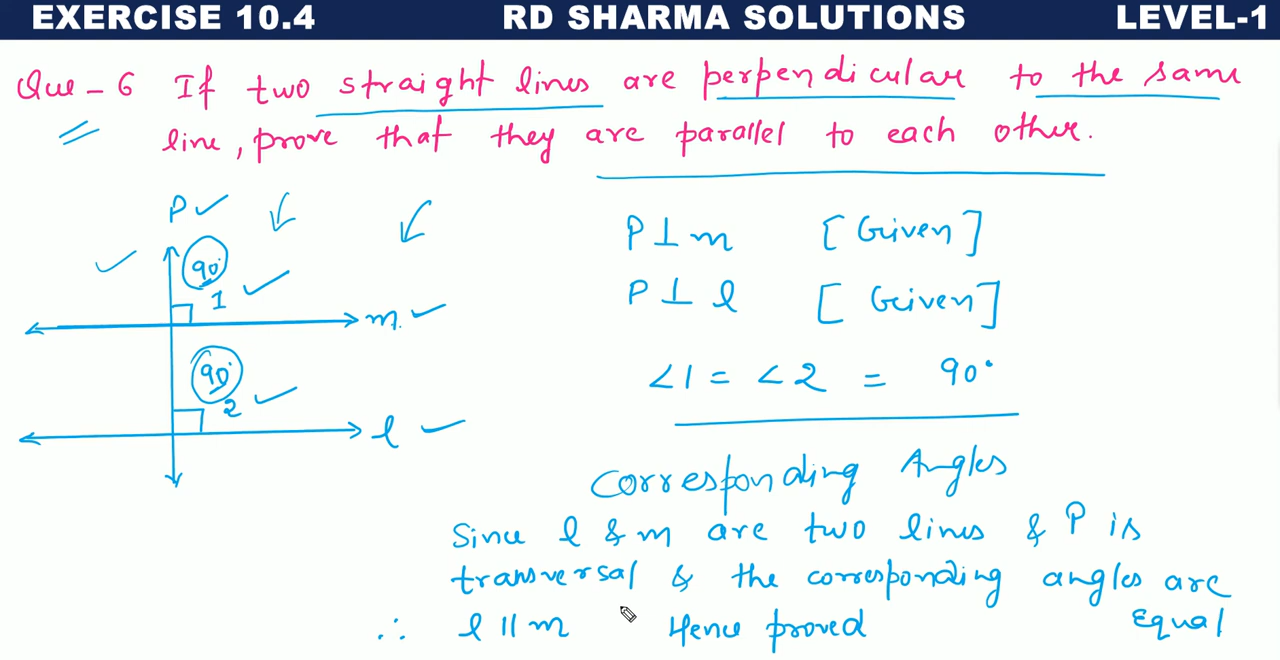 EXERCISE 10.4 RD SHARMA SOLUTIONS LEVEL-1
Que - 6 If two straight lines are perpendicular to the same
line, prove that they are parallel to each other.
P
90°
1
m.
90°
2
l
P ⊥ m [Given]
P ⊥ l [Given]
∠1 = ∠2 = 90°
Corresponding Angles
Since l & m are two lines & P is
transversal & the corresponding angles are
Equal
∴ l || m Hence proved